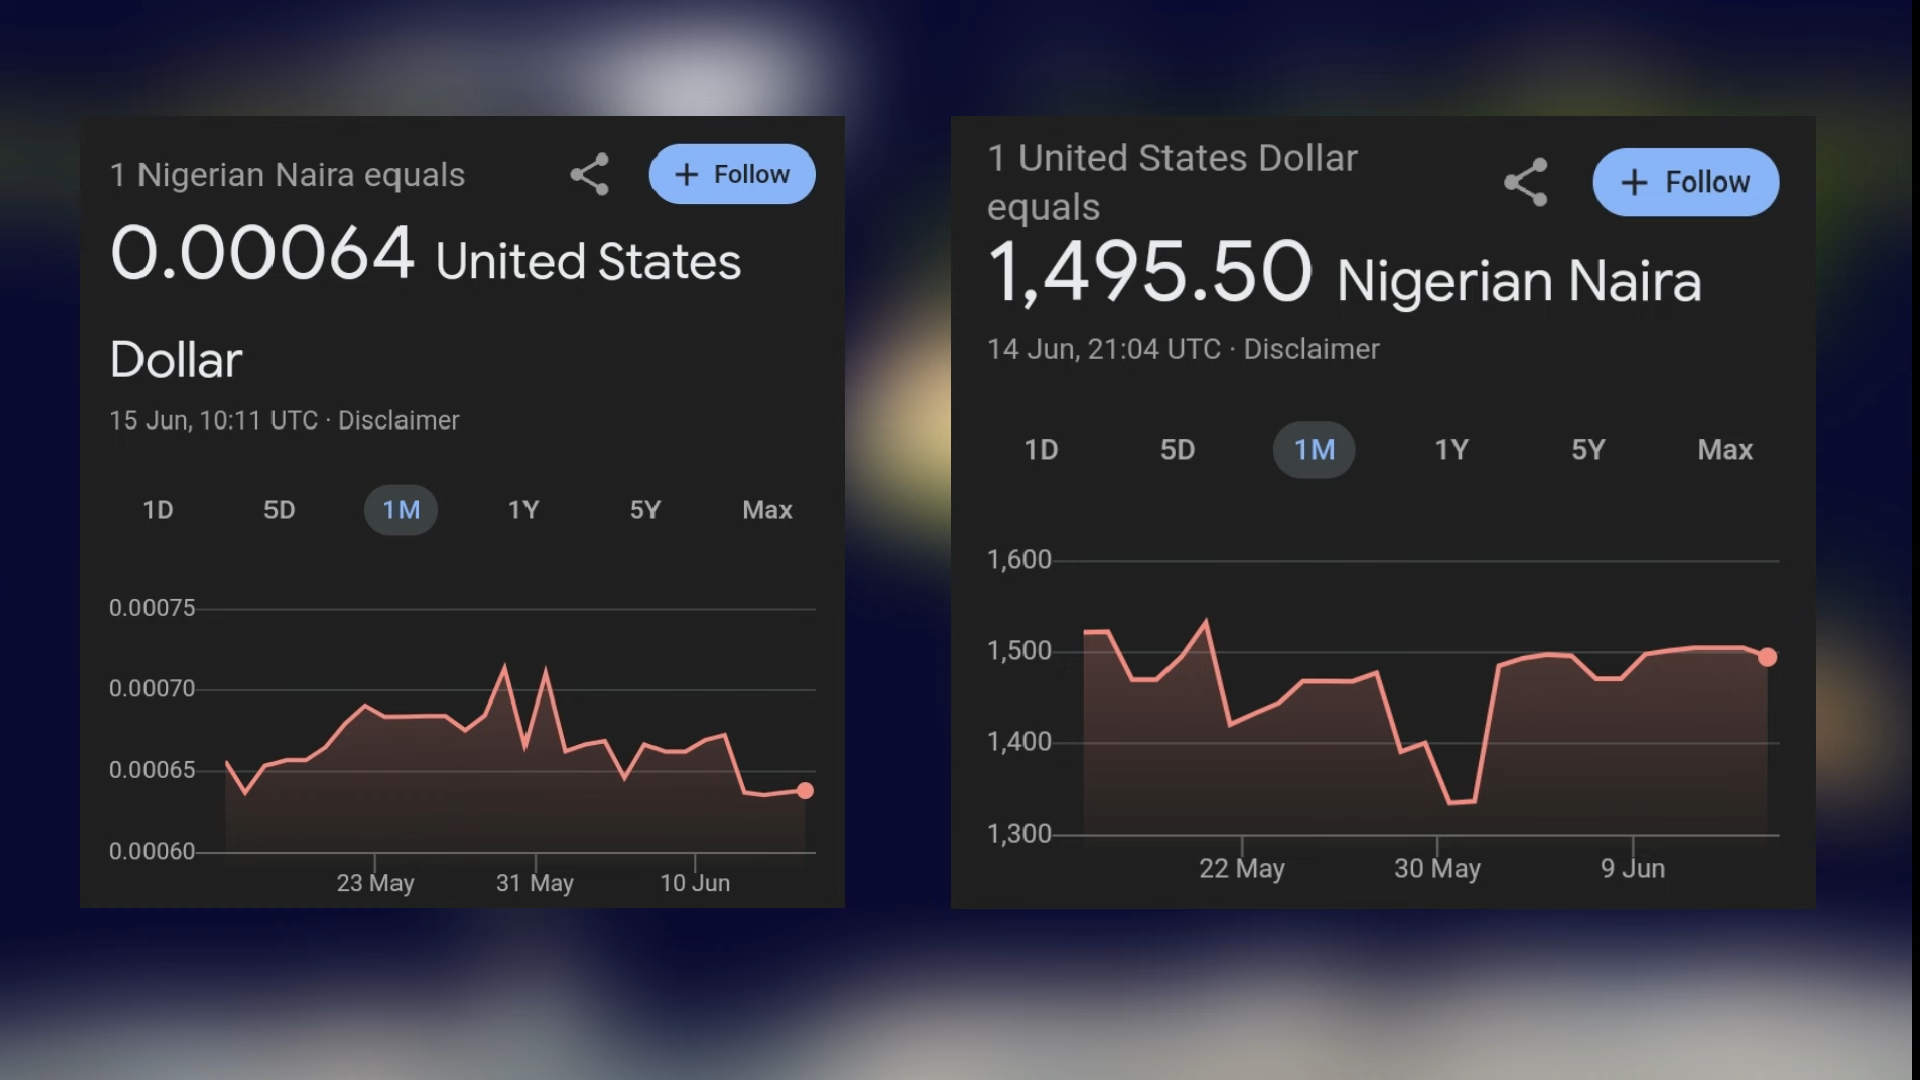 1 Nigerian Naira equals
+ Follow
0.00064 United States
Dollar
15 Jun, 10:11 UTC · Disclaimer
1D 5D 1M 1Y 5Y Max
0.00075
0.00070
0.00065
0.00060
23 May 31 May 10 Jun
1 United States Dollar
equals
+ Follow
1,495.50 Nigerian Naira
14 Jun, 21:04 UTC · Disclaimer
1D 5D 1M 1Y 5Y Max
1,600
1,500
1,400
1,300
22 May 30 May 9 Jun